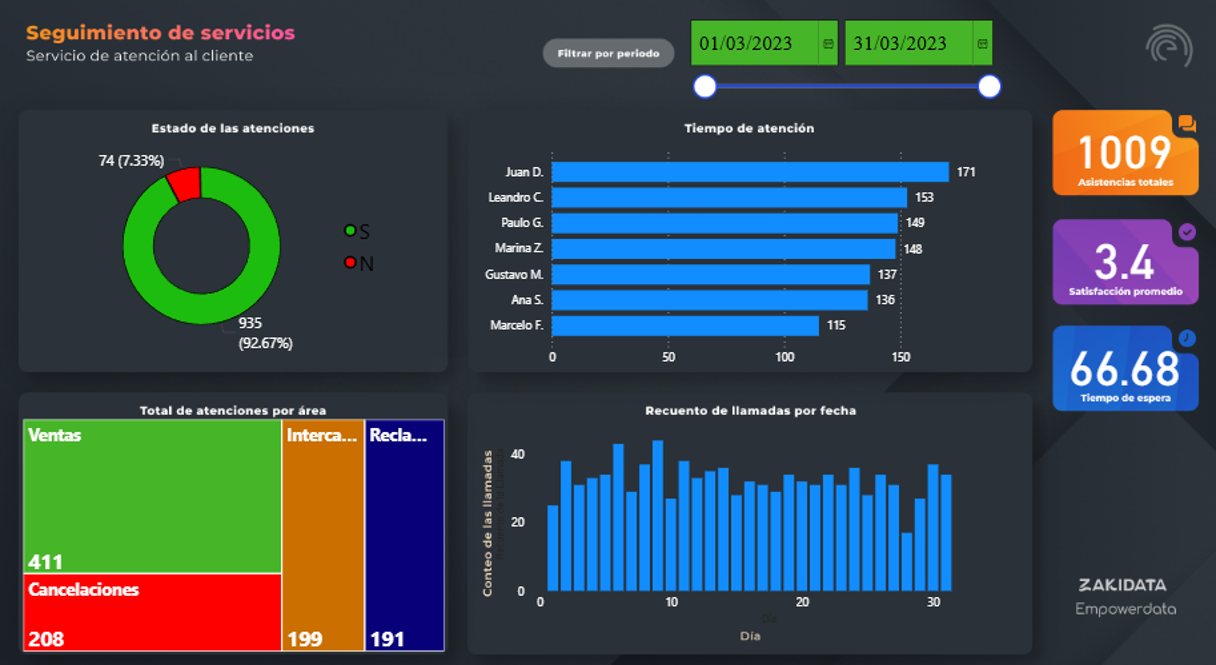 Seguimiento de servicios
Servicio de atención al cliente
Filtrar por periodo
01/03/2023
31/03/2023
Estado de las atenciones
74 (7.33%)
S
N
935
(92.67%)
Tiempo de atención
Juan D.
171
Leandro C.
153
Paulo G.
149
Marina Z.
148
Gustavo M.
137
Ana S.
136
Marcelo F.
115
0 50 100 150
1009
Asistencias totales
3.4
Satisfacción promedio
66.68
Tiempo de espera
Total de atenciones por área
Ventas
411
Cancelaciones
208
Interca...
199
Recla...
191
Recuento de llamadas por fecha
Conteo de las llamadas
40
20
0
0 10 20 30
Día
ZAKIDATA
Empowerdata